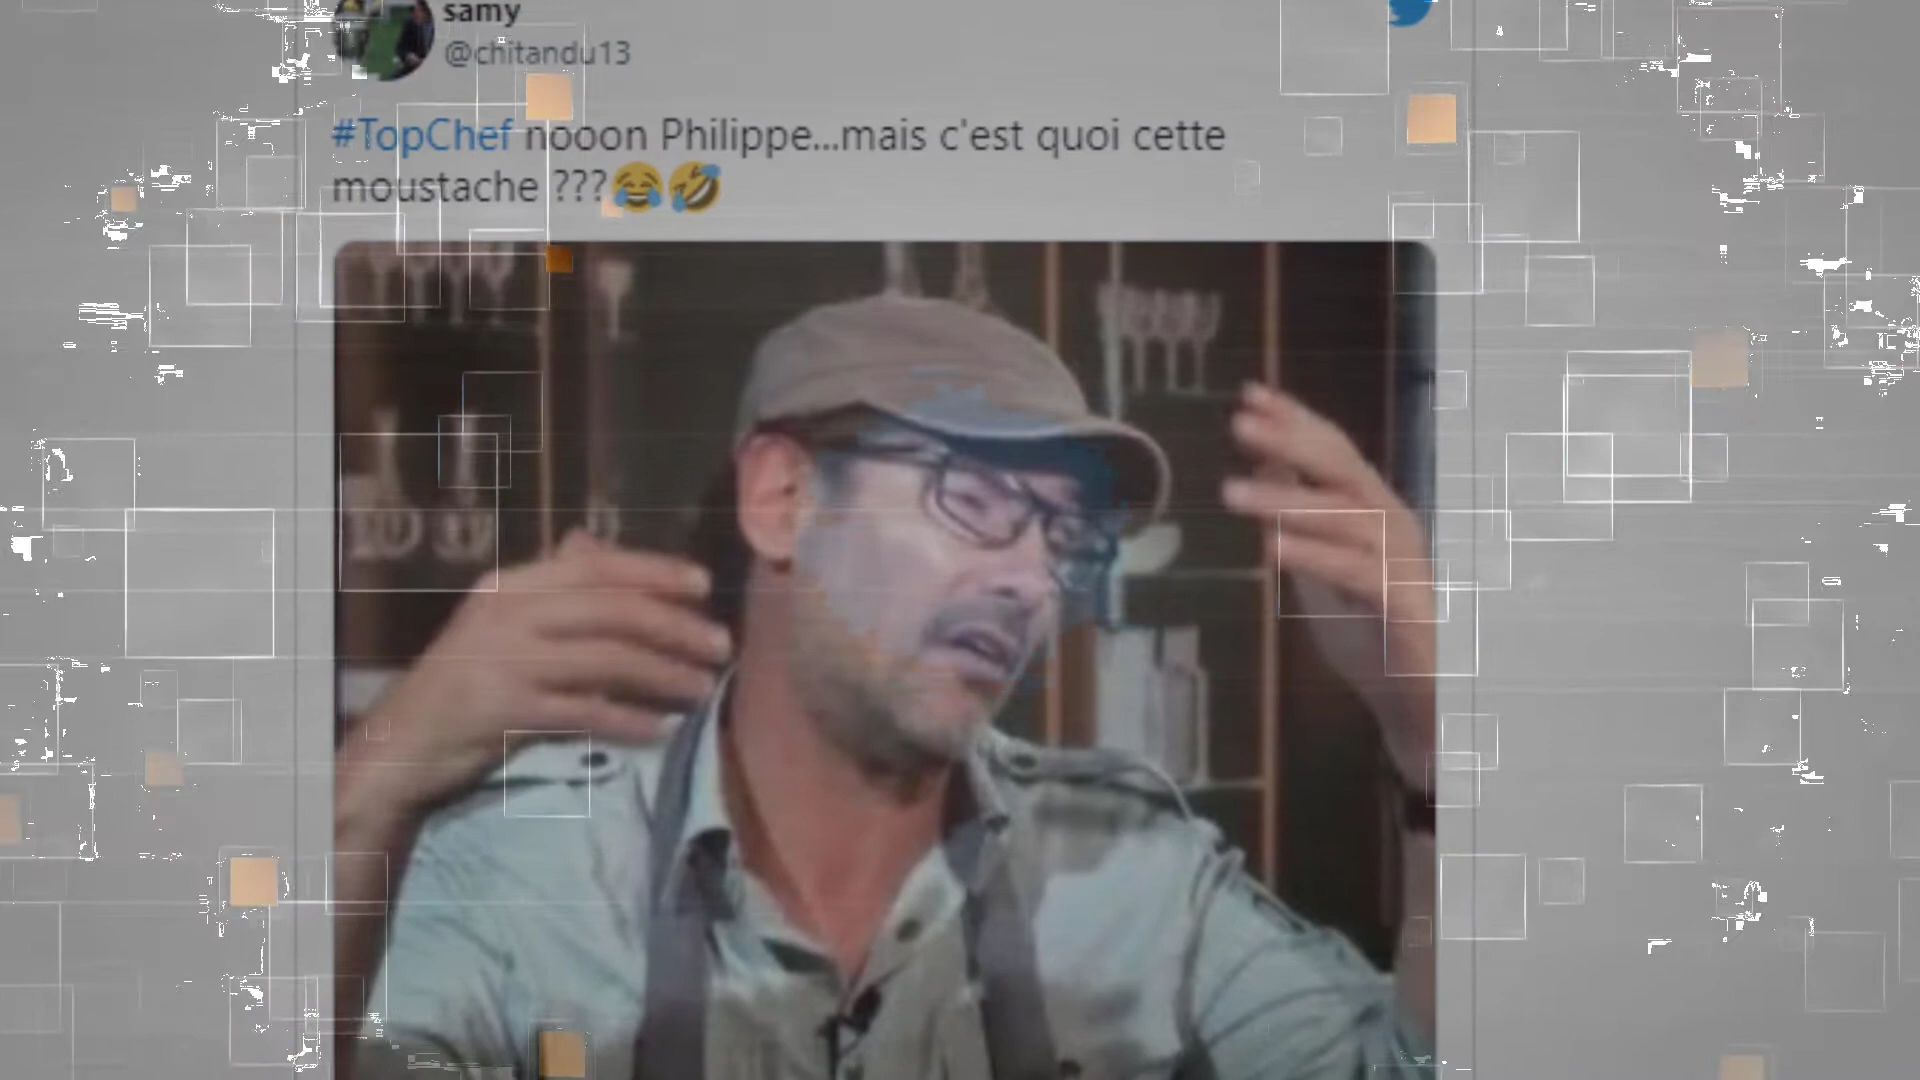 samy
@chitandu13
#TopChef nooon Philippe...mais c'est quoi cette
moustache ???😂🤣